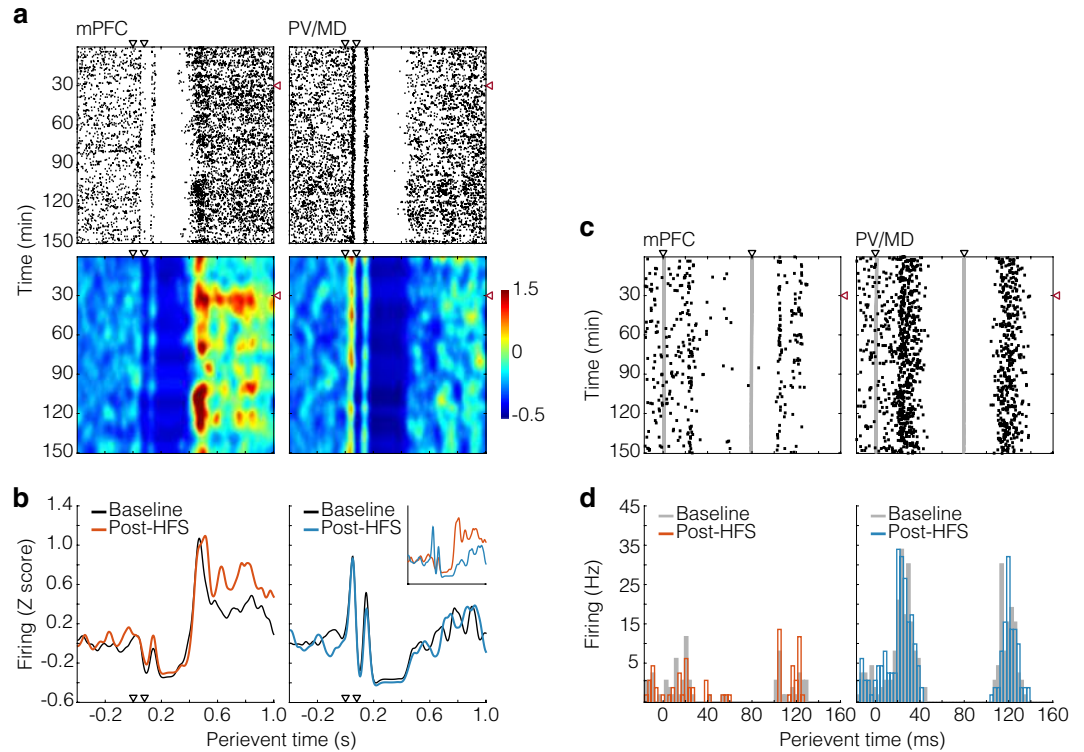 a
mPFC
PV/MD
Time (min)
30
60
90
120
150
30
60
90
120
150
1.5
0
-0.5
b
Baseline
Post-HFS
Baseline
Post-HFS
Firing (Z score)
1.4
1.0
0.6
0.2
-0.2
-0.6
-0.2 0.2 0.6 1.0
-0.2 0.2 0.6 1.0
Perievent time (s)
c
mPFC
PV/MD
Time (min)
30
60
90
120
150
d
Baseline
Post-HFS
Baseline
Post-HFS
Firing (Hz)
45
35
25
15
5
0 40 80 120 160
0 40 80 120 160
Perievent time (ms)